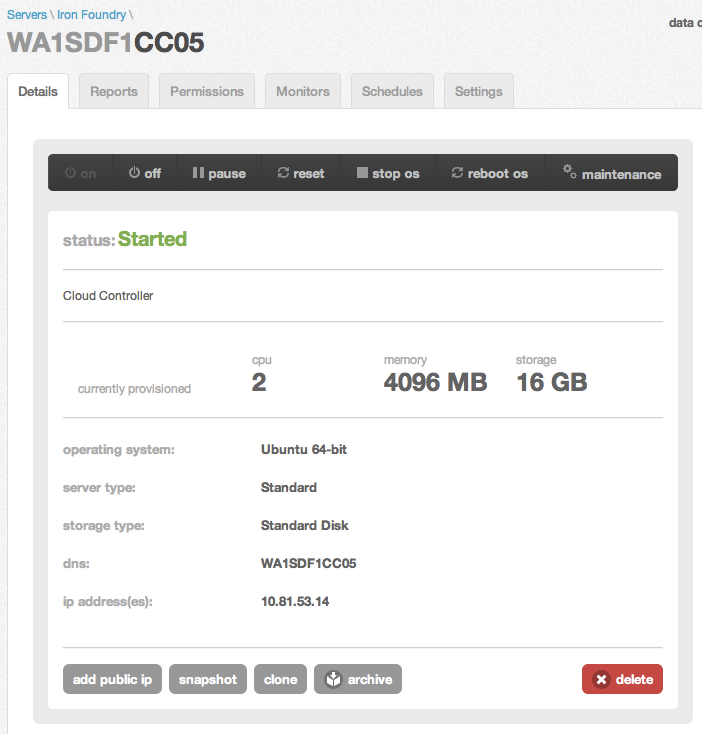 Servers \ Iron Foundry \
data c
WA1SDF1CC05
Details Reports Permissions Monitors Schedules Settings
on off pause reset stop os reboot os maintenance
status: Started
Cloud Controller
cpu memory storage
currently provisioned 2 4096 MB 16 GB
operating system: Ubuntu 64-bit
server type: Standard
storage type: Standard Disk
dns: WA1SDF1CC05
ip address(es): 10.81.53.14
add public ip snapshot clone archive delete